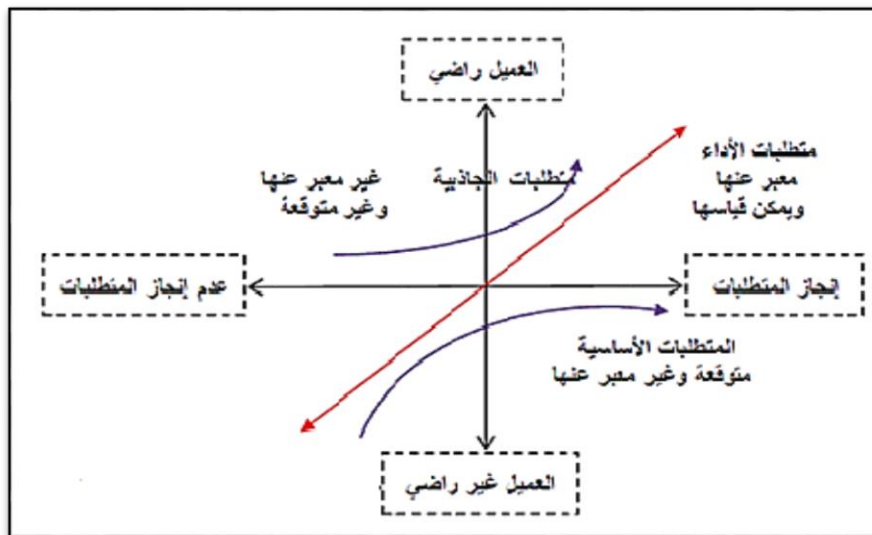 العميل راضي
متطلبات الأداء
معبر عنها
ويمكن قياسها
متطلبات الجاذبية
غير معبر عنها
وغير متوقعة
إنجاز المتطلبات
عدم إنجاز المتطلبات
المتطلبات الأساسية
متوقعة وغير معبر عنها
العميل غير راضي